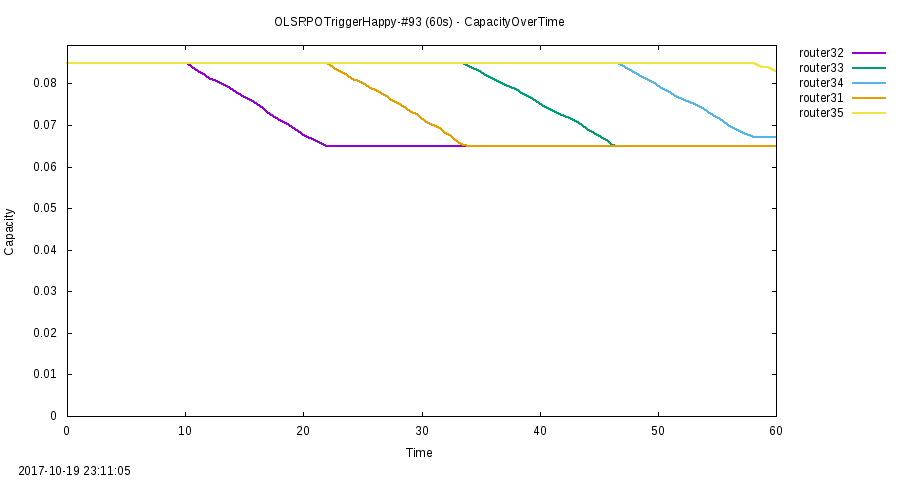 OLSRPOTriggerHappy-#93 (60s) - CapacityOverTime
router32
router33
router34
router31
router35
0.08
0.07
0.06
0.05
0.04
0.03
0.02
0.01
0
Capacity
0 10 20 30 40 50 60
Time
2017-10-19 23:11:05